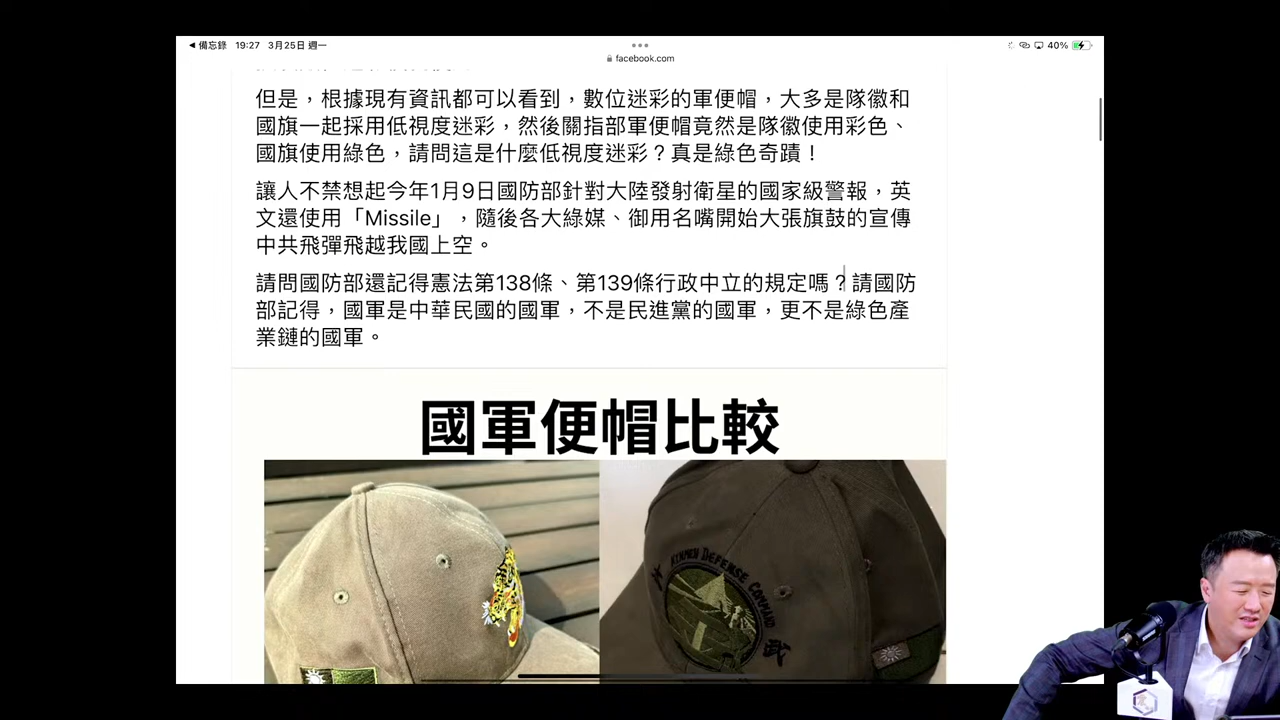 備忘錄 19:27 3月25日 週一
40%
facebook.com
但是，根據現有資訊都可以看到，數位迷彩的軍便帽，大多是隊徽和
國旗一起採用低視度迷彩，然後關指部軍便帽竟然是隊徽使用彩色、
國旗使用綠色，請問這是什麼低視度迷彩？真是綠色奇蹟！
讓人不禁想起今年1月9日國防部針對大陸發射衛星的國家級警報，英
文還使用「Missile」，隨後各大綠媒、御用名嘴開始大張旗鼓的宣傳
中共飛彈飛越我國上空。
請問國防部還記得憲法第138條、第139條行政中立的規定嗎？請國防
部記得，國軍是中華民國的國軍，不是民進黨的國軍，更不是綠色產
業鏈的國軍。
國軍便帽比較
KINMEN DEFENSE COMMAND
武